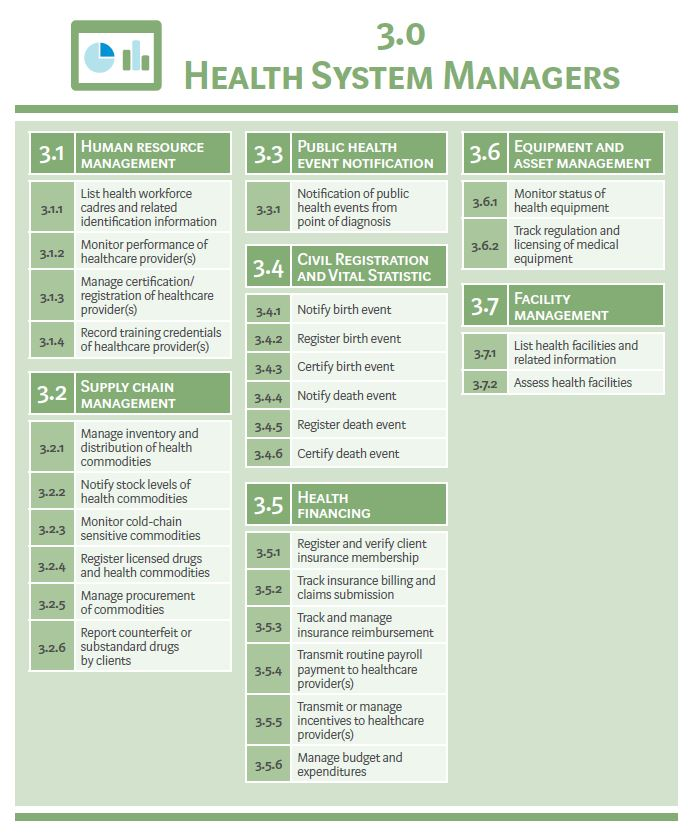 3.0
HEALTH SYSTEM MANAGERS
3.1 HUMAN RESOURCE
MANAGEMENT
3.1.1 List health workforce
cadres and related
identification information
3.1.2 Monitor performance of
healthcare provider(s)
3.1.3 Manage certification/
registration of healthcare
provider(s)
3.1.4 Record training credentials
of healthcare provider(s)
3.2 SUPPLY CHAIN
MANAGEMENT
3.2.1 Manage inventory and
distribution of health
commodities
3.2.2 Notify stock levels of
health commodities
3.2.3 Monitor cold-chain
sensitive commodities
3.2.4 Register licensed drugs
and health commodities
3.2.5 Manage procurement
of commodities
3.2.6 Report counterfeit or
substandard drugs
by clients
3.3 PUBLIC HEALTH
EVENT NOTIFICATION
3.3.1 Notification of public
health events from
point of diagnosis
3.4 CIVIL REGISTRATION
AND VITAL STATISTIC
3.4.1 Notify birth event
3.4.2 Register birth event
3.4.3 Certify birth event
3.4.4 Notify death event
3.4.5 Register death event
3.4.6 Certify death event
3.5 HEALTH
FINANCING
3.5.1 Register and verify client
insurance membership
3.5.2 Track insurance billing and
claims submission
3.5.3 Track and manage
insurance reimbursement
3.5.4 Transmit routine payroll
payment to healthcare
provider(s)
3.5.5 Transmit or manage
incentives to healthcare
provider(s)
3.5.6 Manage budget and
expenditures
3.6 EQUIPMENT AND
ASSET MANAGEMENT
3.6.1 Monitor status of
health equipment
3.6.2 Track regulation and
licensing of medical
equipment
3.7 FACILITY
MANAGEMENT
3.7.1 List health facilities and
related information
3.7.2 Assess health facilities